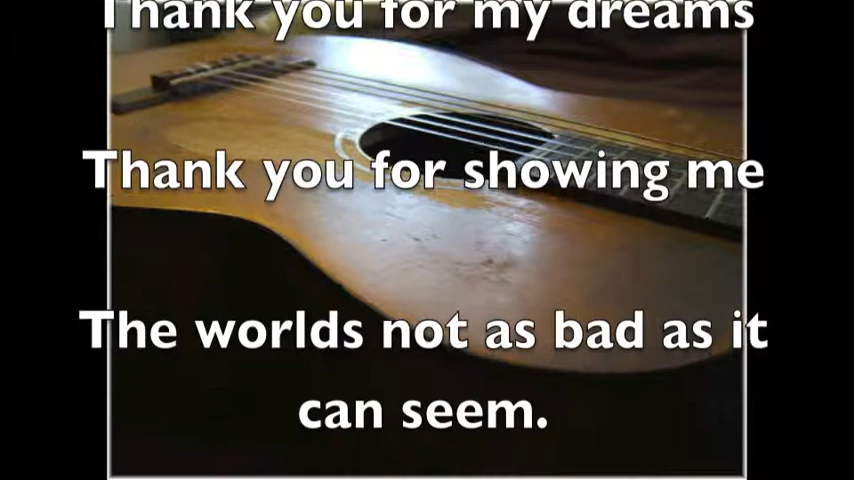 Thank you for my dreams
Thank you for showing me
The worlds not as bad as it
can seem.